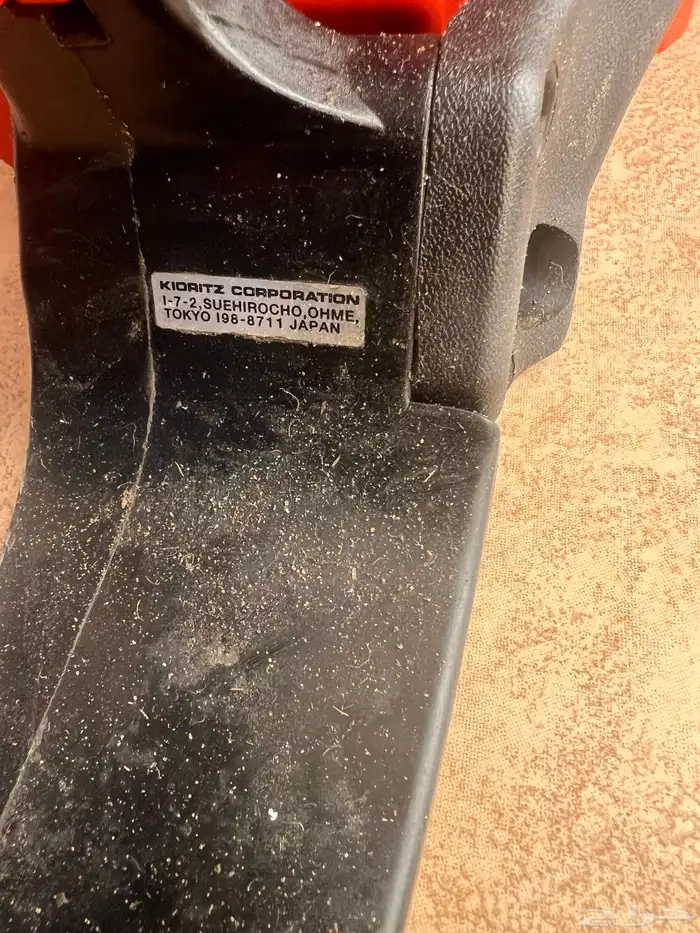 KIORITZ CORPORATION
1-7-2,SUEHIROCHO,OHME,
TOKYO 198-8711 JAPAN
حراج